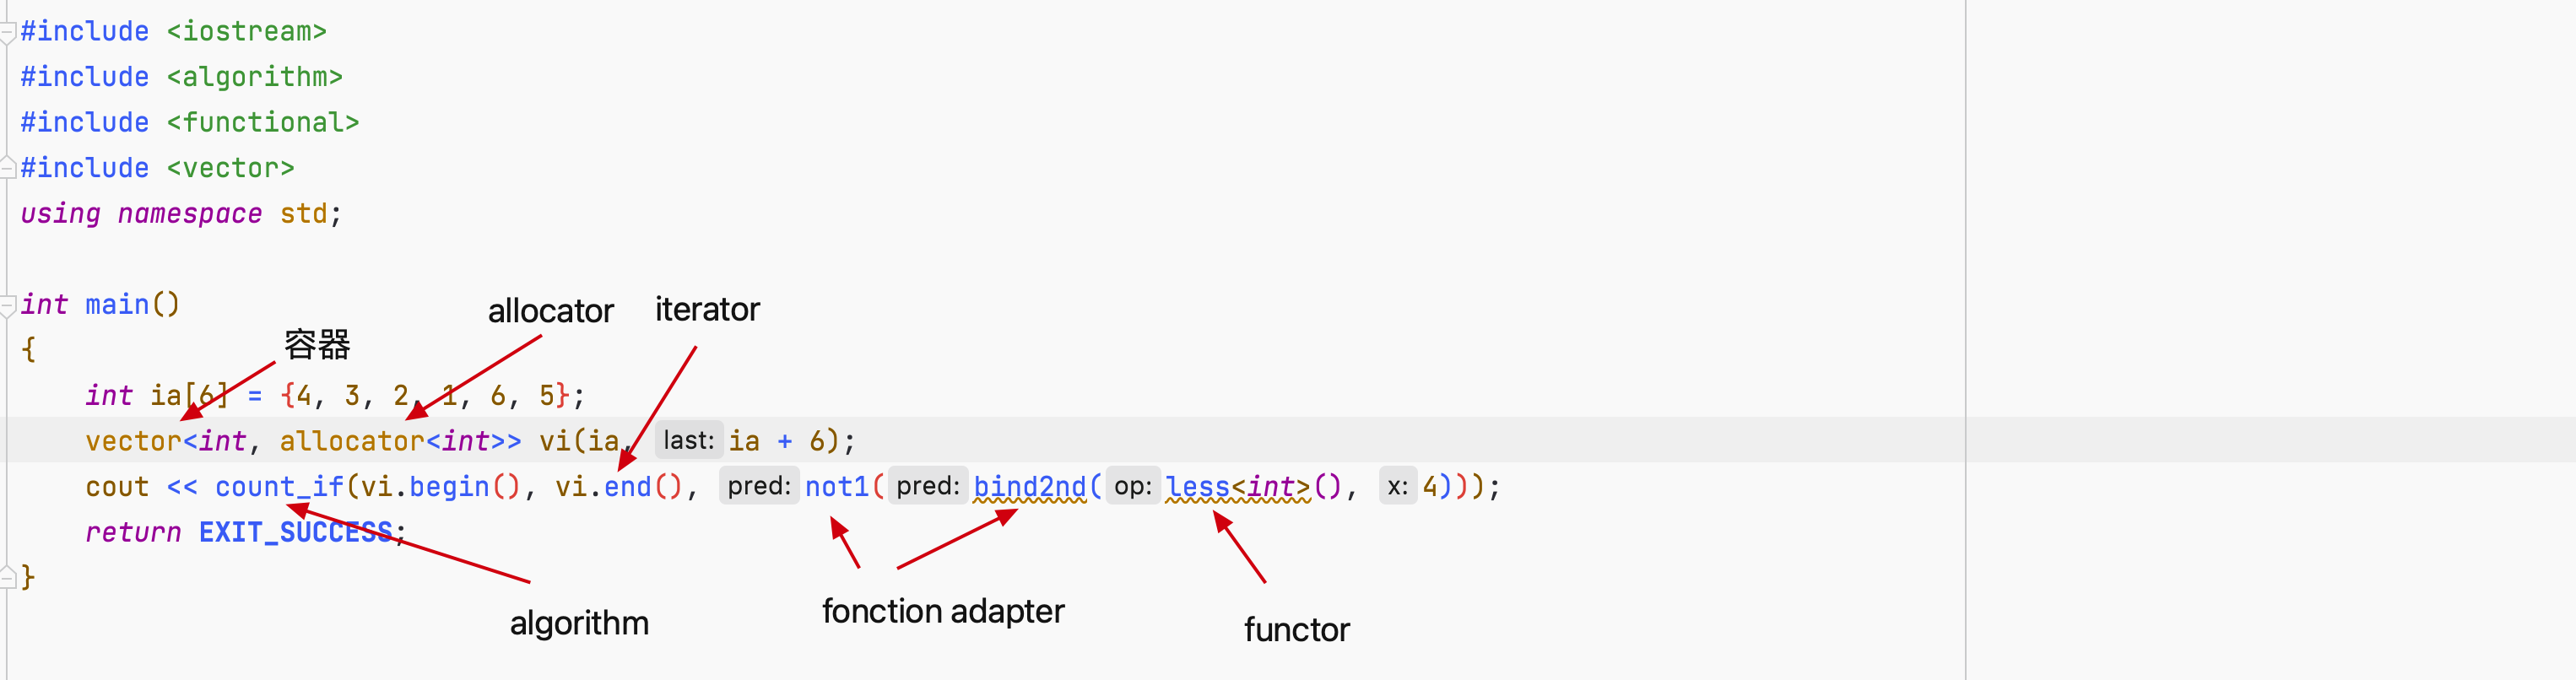 #include <iostream>
#include <algorithm>
#include <functional>
#include <vector>
using namespace std;
int main()
allocator
iterator
容器
{
int ia[6] = {4, 3, 2, 1, 6, 5};
vector<int, allocator<int>> vi(ia, last: ia + 6);
cout << count_if(vi.begin(), vi.end(), pred: not1( pred: bind2nd( op: less<int>(), x: 4)));
return EXIT_SUCCESS;
}
algorithm
fonction adapter
functor